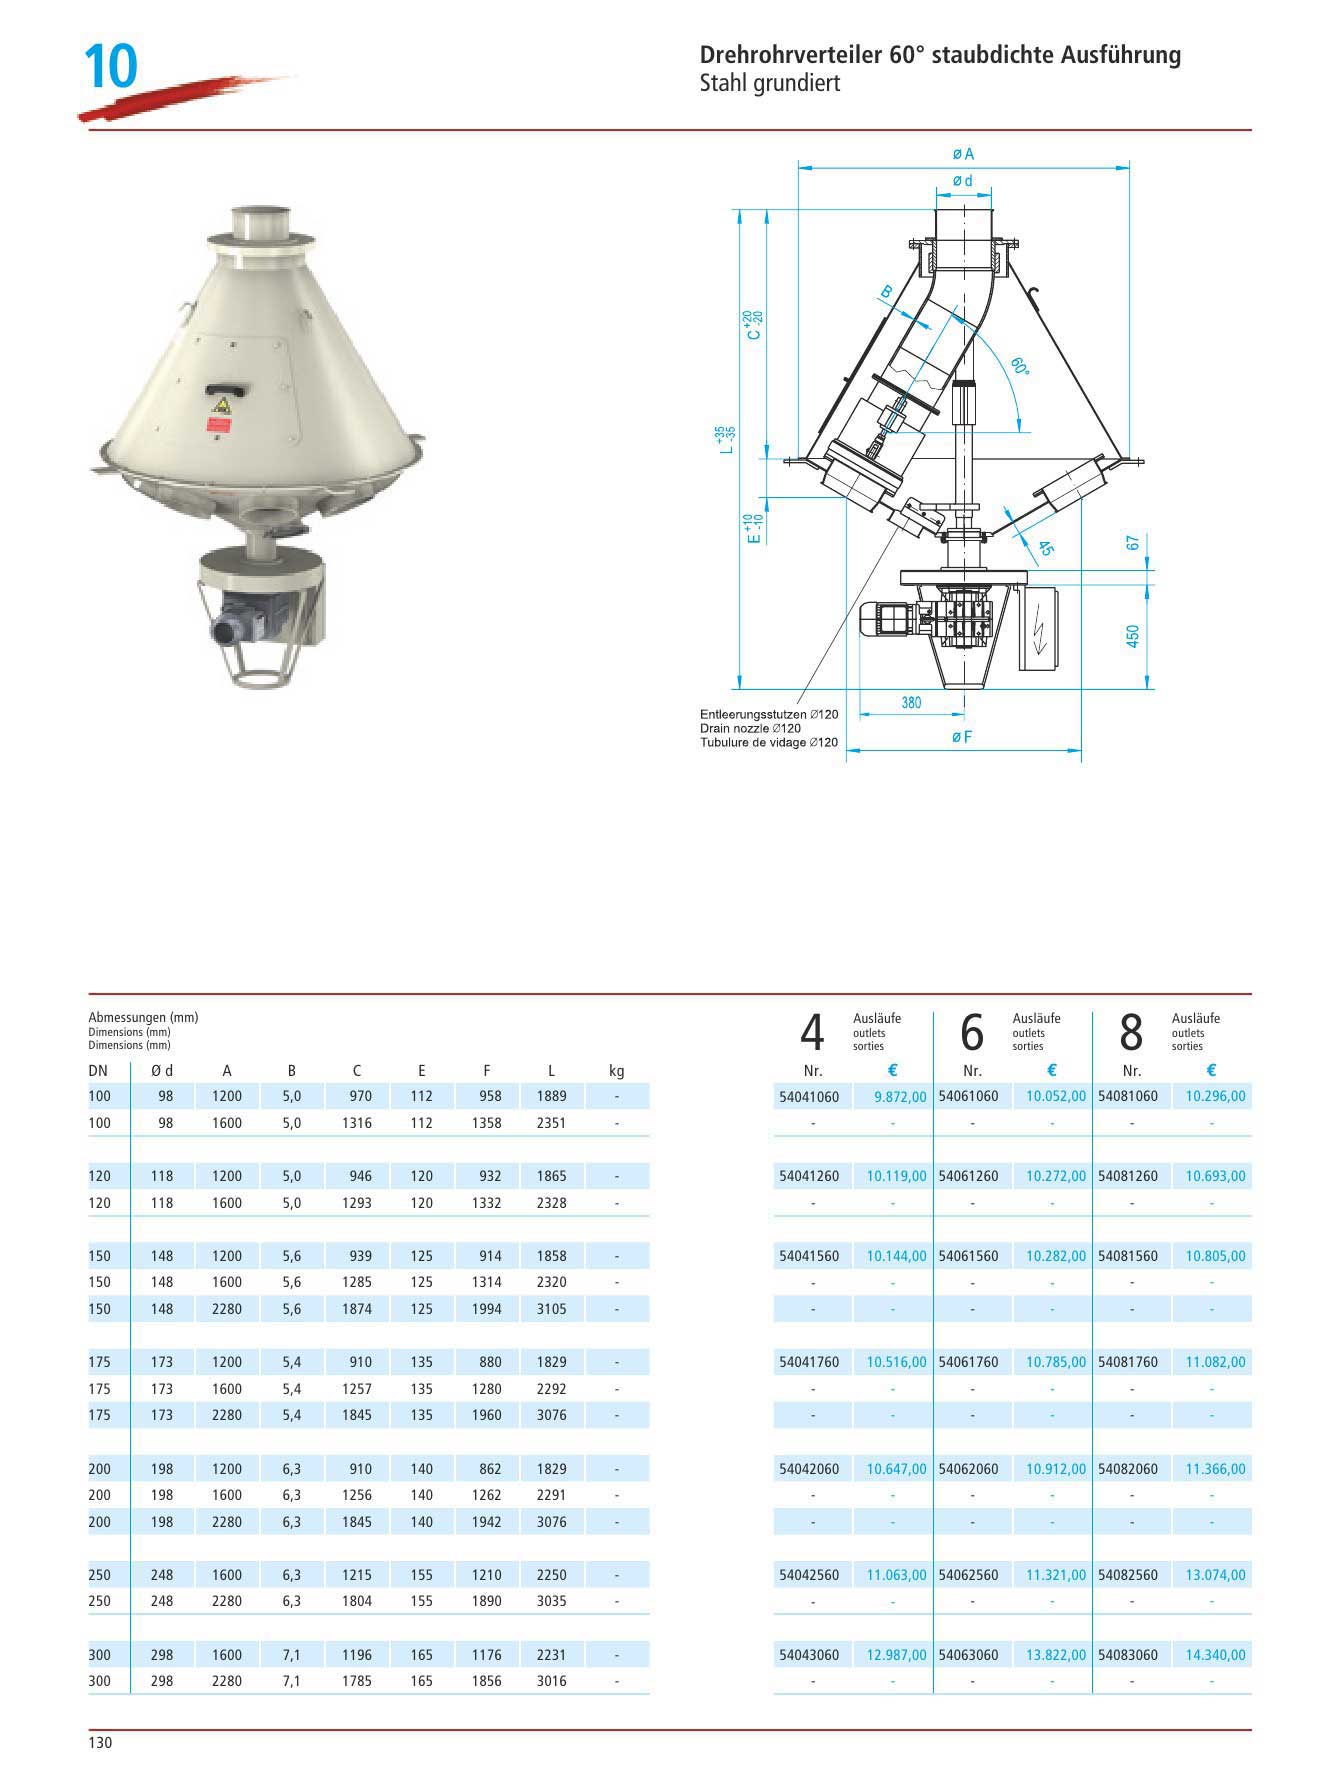 10
Drehrohrverteiler 60° staubdichte Ausführung
Stahl grundiert
ø A
ø d
B
C +20 -20
60°
L +35 -35
E +10 -10
45
67
450
380
ø F
Entleerungsstutzen Ø120
Drain nozzle Ø120
Tubulure de vidage Ø120
Abmessungen (mm)
Dimensions (mm)
Dimensions (mm)
4 Ausläufe outlets sorties 6 Ausläufe outlets sorties 8 Ausläufe outlets sorties
DN Ø d A B C E F L kg Nr. € Nr. € Nr. €
100 98 1200 5,0 970 112 958 1889 - 54041060 9.872,00 54061060 10.052,00 54081060 10.296,00
100 98 1600 5,0 1316 112 1358 2351 - - - - - - -
120 118 1200 5,0 946 120 932 1865 - 54041260 10.119,00 54061260 10.272,00 54081260 10.693,00
120 118 1600 5,0 1293 120 1332 2328 - - - - - - -
150 148 1200 5,6 939 125 914 1858 - 54041560 10.144,00 54061560 10.282,00 54081560 10.805,00
150 148 1600 5,6 1285 125 1314 2320 - - - - - - -
150 148 2280 5,6 1874 125 1994 3105 - - - - - - -
175 173 1200 5,4 910 135 880 1829 - 54041760 10.516,00 54061760 10.785,00 54081760 11.082,00
175 173 1600 5,4 1257 135 1280 2292 - - - - - - -
175 173 2280 5,4 1845 135 1960 3076 - - - - - - -
200 198 1200 6,3 910 140 862 1829 - 54042060 10.647,00 54062060 10.912,00 54082060 11.366,00
200 198 1600 6,3 1256 140 1262 2291 - - - - - - -
200 198 2280 6,3 1845 140 1942 3076 - - - - - - -
250 248 1600 6,3 1215 155 1210 2250 - 54042560 11.063,00 54062560 11.321,00 54082560 13.074,00
250 248 2280 6,3 1804 155 1890 3035 - - - - - - -
300 298 1600 7,1 1196 165 1176 2231 - 54043060 12.987,00 54063060 13.822,00 54083060 14.340,00
300 298 2280 7,1 1785 165 1856 3016 - - - - - - -
130